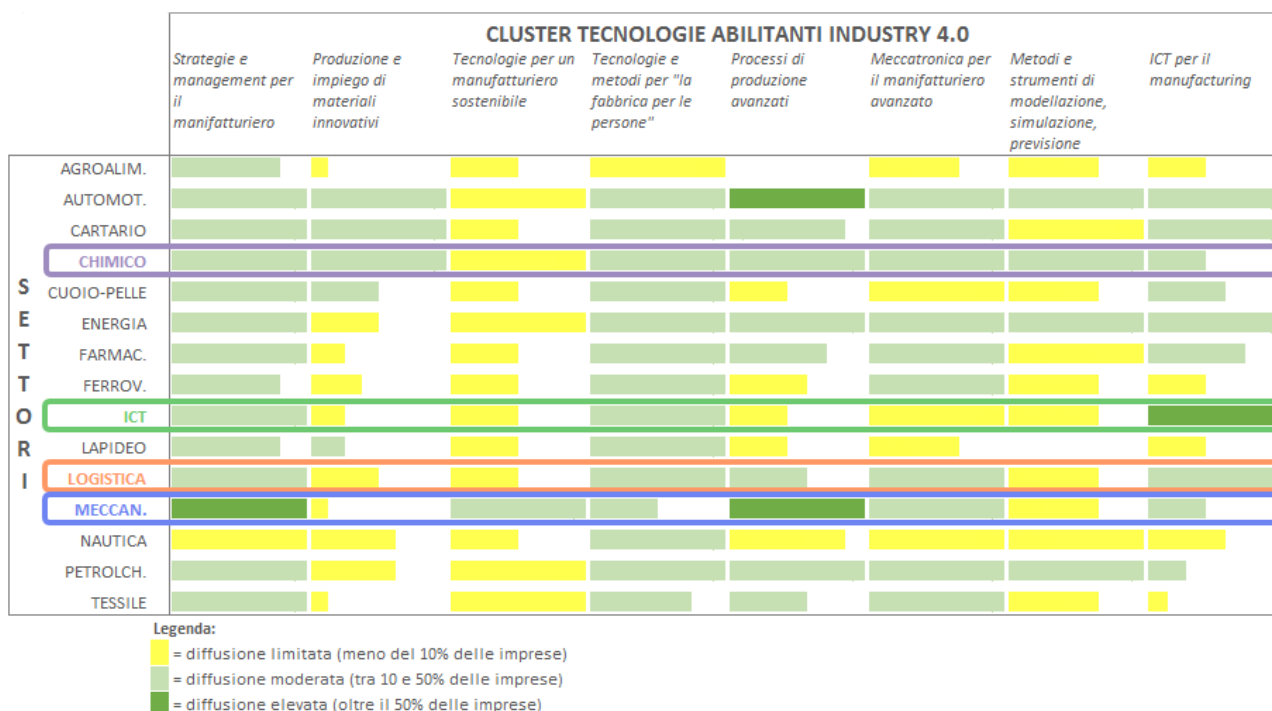 CLUSTER TECNOLOGIE ABILITANTI INDUSTRY 4.0
Strategie e
management per
il
manifatturiero
Produzione e
impiego di
materiali
innovativi
Tecnologie per un
manufatturiero
sostenibile
Tecnologie e
metodi per "la
fabbrica per le
persone"
Processi di
produzione
avanzati
Meccatronica per
il manifatturiero
avanzato
Metodi e
strumenti di
modellazione,
simulazione,
previsione
ICT per il
manufacturing
SETTORI
AGROALIM.
AUTOMOT.
CARTARIO
CHIMICO
CUOIO-PELLE
ENERGIA
FARMAC.
FERROV.
ICT
LAPIDEO
LOGISTICA
MECCAN.
NAUTICA
PETROLCH.
TESSILE
Legenda:
= diffusione limitata (meno del 10% delle imprese)
= diffusione moderata (tra 10 e 50% delle imprese)
= diffusione elevata (oltre il 50% delle imprese)